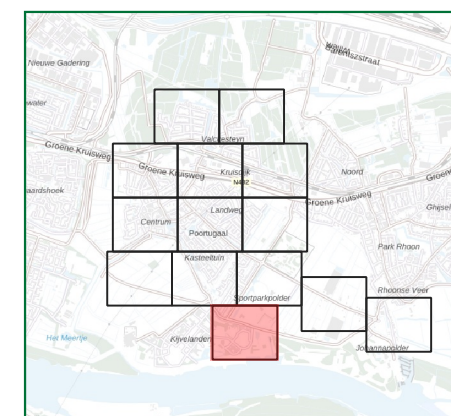 Nieuwe Gadering
Valckesteyn
Groene Kruisweg
Groene Kruisweg
Kruisdijk
Noord
Groene Kruisweg
Landweg
Centrum
Poortugaal
Park Rhoon
Kasteeltuin
Sportparkpolder
Rhoonse Veer
Het Meertje
Kijvelanden
Johannapolder